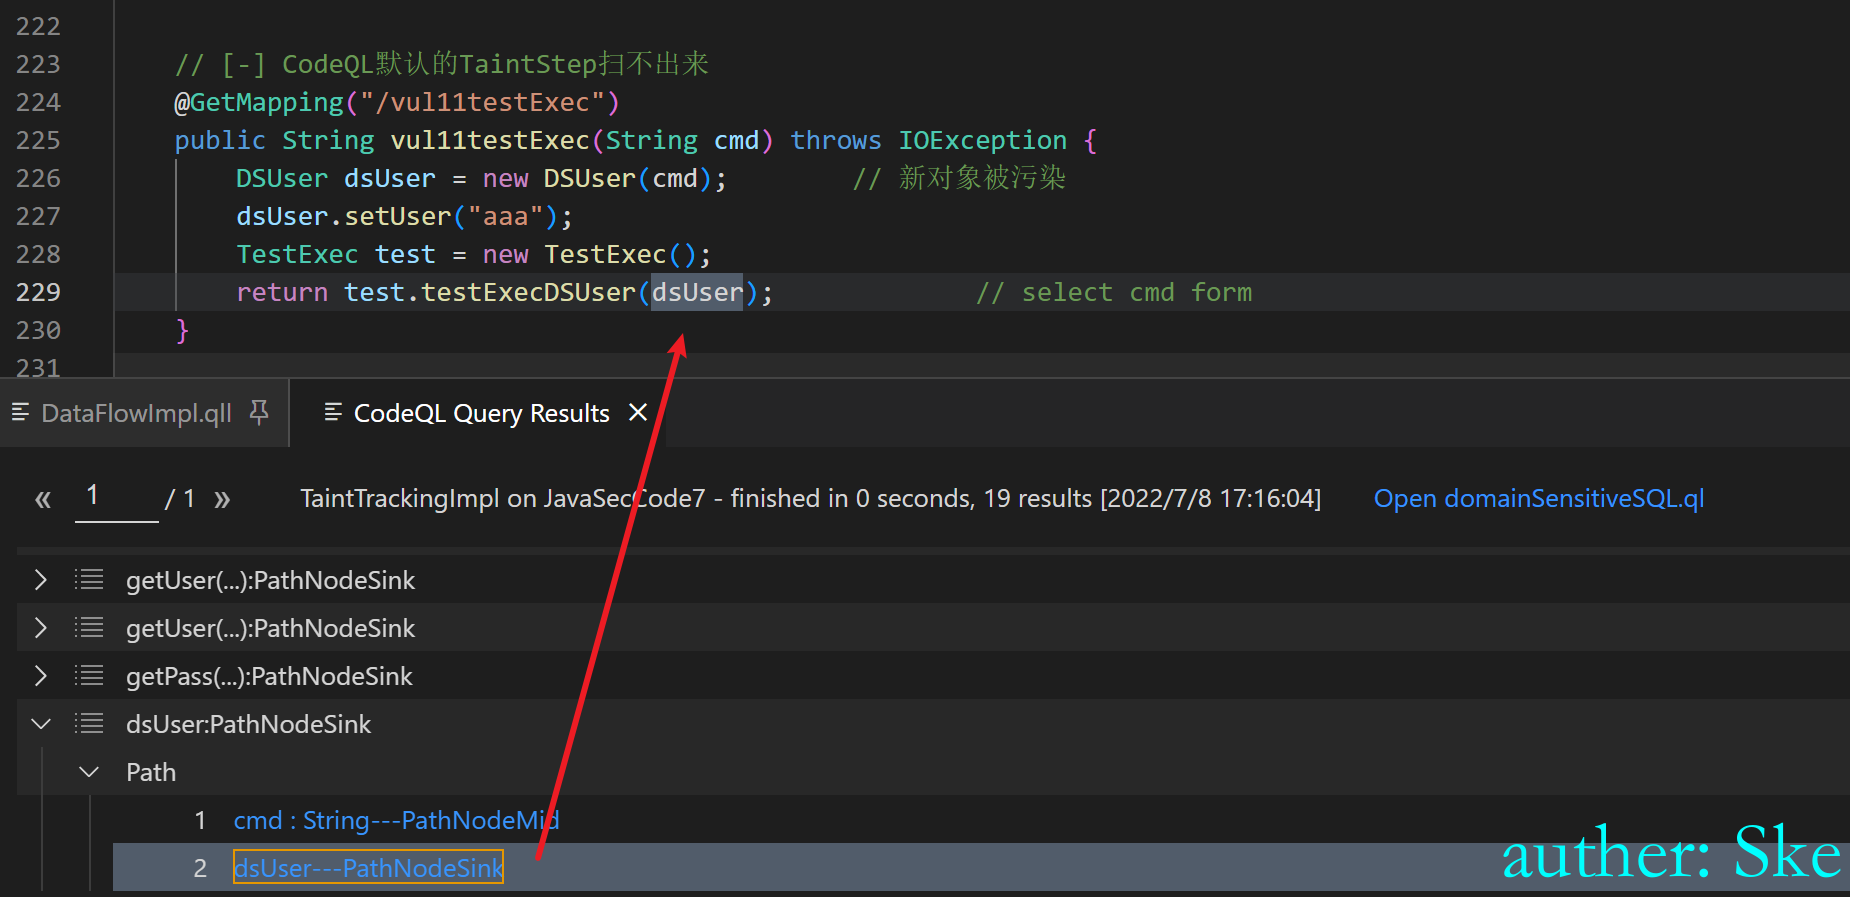 222
223 // [-] CodeQL默认的TaintStep扫不出来
224 @GetMapping("/vul11testExec")
225 public String vul11testExec(String cmd) throws IOException {
226 DSUser dsUser = new DSUser(cmd); // 新对象被污染
227 dsUser.setUser("aaa");
228 TestExec test = new TestExec();
229 return test.testExecDSUser(dsUser); // select cmd form
230 }
231
DataFlowImpl.qll CodeQL Query Results
« 1 / 1 » TaintTrackingImpl on JavaSecCode7 - finished in 0 seconds, 19 results [2022/7/8 17:16:04] Open domainSensitiveSQL.ql
getUser(...):PathNodeSink
getUser(...):PathNodeSink
getPass(...):PathNodeSink
dsUser:PathNodeSink
Path
1 cmd : String---PathNodeMid
2 dsUser---PathNodeSink
auther: Ske